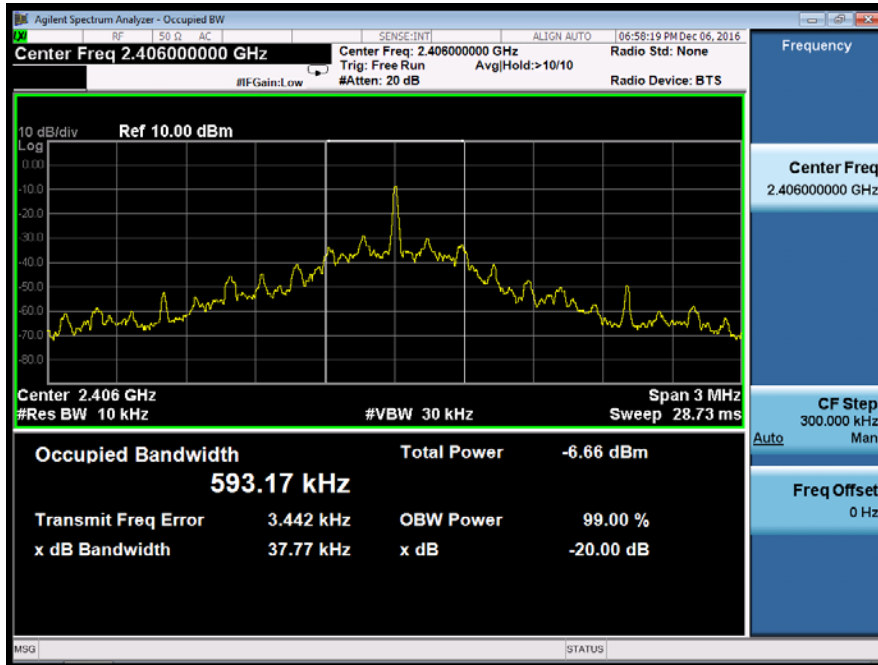 Agilent Spectrum Analyzer - Occupied BW
LXI RF 50 Ω AC SENSE:INT ALIGN AUTO 06:58:19 PM Dec 06, 2016
Center Freq 2.406000000 GHz
Center Freq: 2.406000000 GHz
Radio Std: None
Trig: Free Run Avg|Hold:>10/10
#IFGain:Low #Atten: 20 dB Radio Device: BTS
10 dB/div Ref 10.00 dBm
Log
0.00
-10.0
-20.0
-30.0
-40.0
-50.0
-60.0
-70.0
-80.0
Center 2.406 GHz Span 3 MHz
#Res BW 10 kHz #VBW 30 kHz Sweep 28.73 ms
Occupied Bandwidth Total Power -6.66 dBm
593.17 kHz
Transmit Freq Error 3.442 kHz OBW Power 99.00 %
x dB Bandwidth 37.77 kHz x dB -20.00 dB
MSG STATUS
Frequency
Center Freq
2.406000000 GHz
CF Step
300.000 kHz
Auto Man
Freq Offset
0 Hz